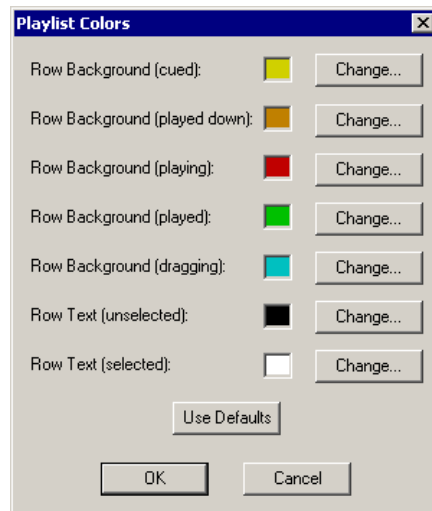 Playlist Colors
Row Background (cued): Change...
Row Background (played down): Change...
Row Background (playing): Change...
Row Background (played): Change...
Row Background (dragging): Change...
Row Text (unselected): Change...
Row Text (selected): Change...
Use Defaults
OK Cancel